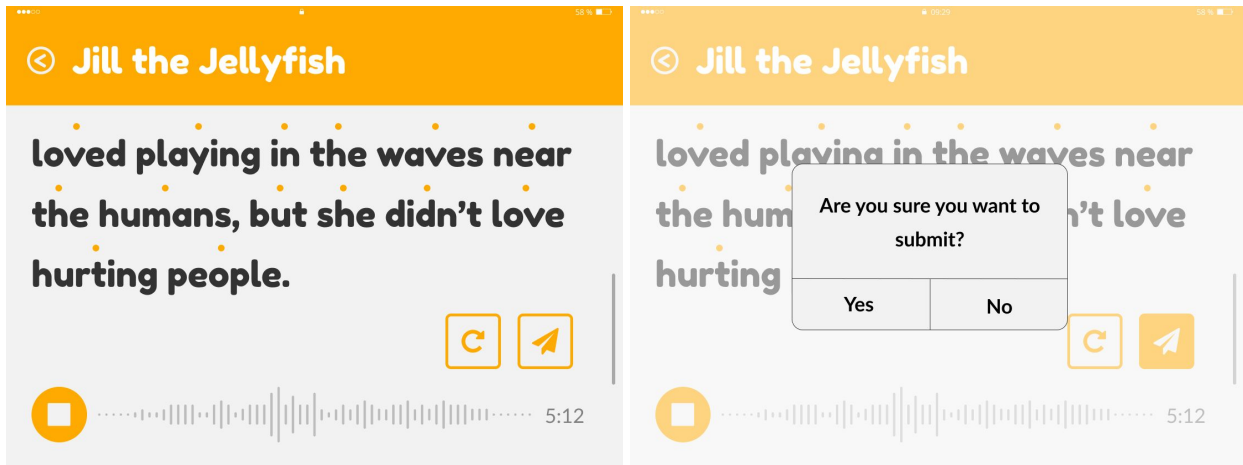 58 %
Jill the Jellyfish
loved playing in the waves near
the humans, but she didn’t love
hurting people.
5:12
09:29
58 %
Jill the Jellyfish
loved playing in the waves near
the hum n’t love
hurting
Are you sure you want to
submit?
Yes No
5:12